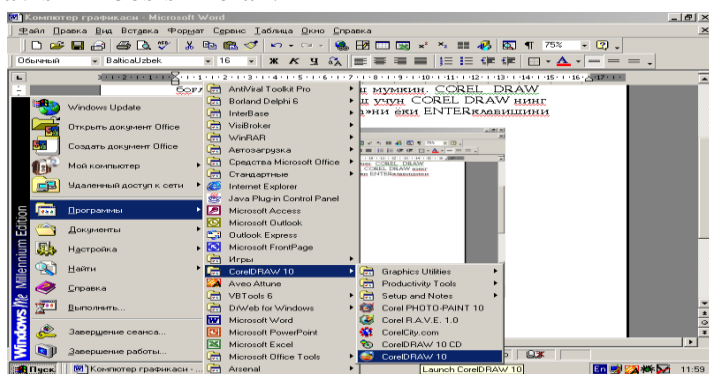 Компютер графикаси - Microsoft Word
Файл Правка Вид Вставка Формат Сервис Таблица Окно Справка
75%
Обычный BalticaUzbek 16 Ж К Ч
мумкин. COREL DRAW
учун COREL DRAW нинг
ёки ENTERклавишини
Windows Update
Открыть документ Office
Создать документ Office
Мой компьютер
Удаленный доступ к сети
Программы
Документы
Настройка
Найти
Справка
Выполнить...
Завершение сеанса...
Завершение работы...
Windows Me Millennium Edition
AntiViral Toolkit Pro
Borland Delphi 6
InterBase
VisiBroker
WinRAR
Автозагрузка
Средства Microsoft Office
Стандартные
Internet Explorer
Java Plug-in Control Panel
Microsoft Access
Microsoft Outlook
Outlook Express
Microsoft FrontPage
Игры
CorelDRAW 10
Aveo Attune
VBTools 6
DrWeb for Windows
Microsoft Word
Microsoft PowerPoint
Microsoft Excel
Microsoft Office Tools
Arsenal
Graphics Utilities
Productivity Tools
Setup and Notes
Corel PHOTO-PAINT 10
Corel R.A.V.E. 1.0
CorelCity.com
CorelDRAW 10 CD
CorelDRAW 10
Launch CorelDRAW 10
Пуск Компютер графикаси - ... En 11:59